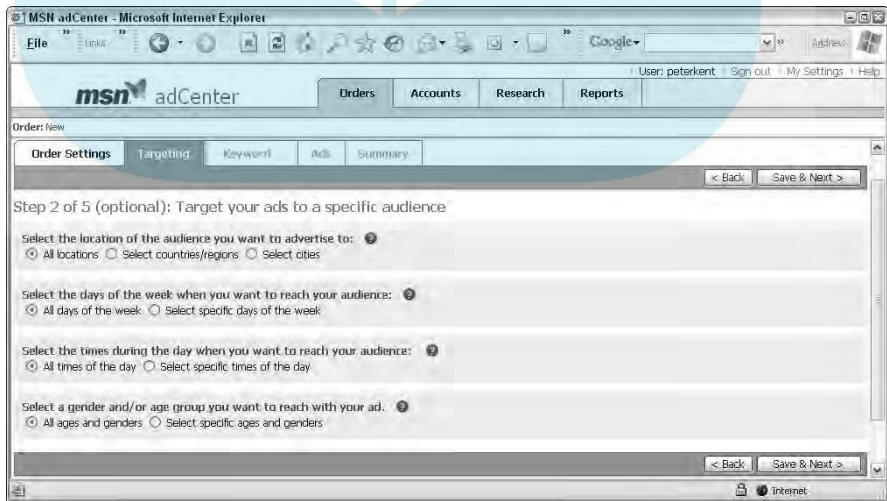 MSN adCenter - Microsoft Internet Explorer
File » Links » » Google▾ » Address
User: peterkent | Sign out | My Settings | Help
msn adCenter Orders Accounts Research Reports
Order: New
Order Settings Targeting Keyword Ads Summary
< Back Save & Next >
Step 2 of 5 (optional): Target your ads to a specific audience
Select the location of the audience you want to advertise to: ?
All locations Select countries/regions Select cities
Select the days of the week when you want to reach your audience: ?
All days of the week Select specific days of the week
Select the times during the day when you want to reach your audience: ?
All times of the day Select specific times of the day
Select a gender and/or age group you want to reach with your ad. ?
All ages and genders Select specific ages and genders
< Back Save & Next >
Internet